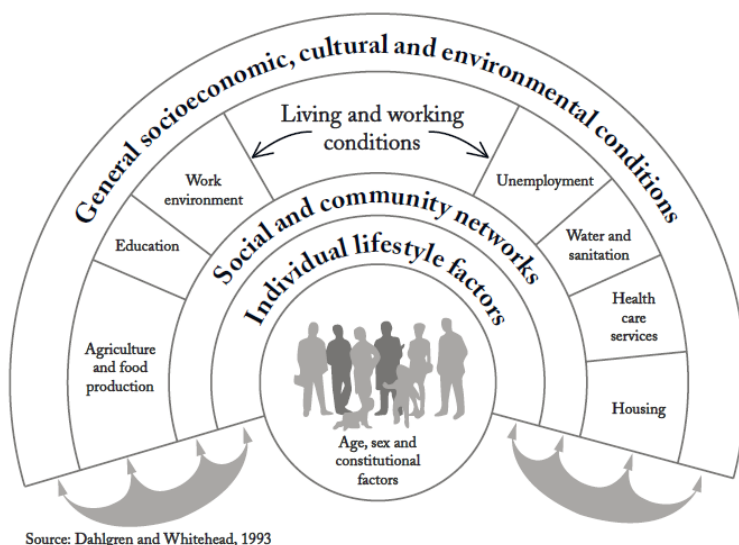 General socioeconomic, cultural and environmental conditions
Living and working
conditions
Work
environment
Unemployment
Education
Water and
sanitation
Agriculture
and food
production
Health
care
services
Housing
Social and community networks
Individual lifestyle factors
Age, sex and
constitutional
factors
Source: Dahlgren and Whitehead, 1993